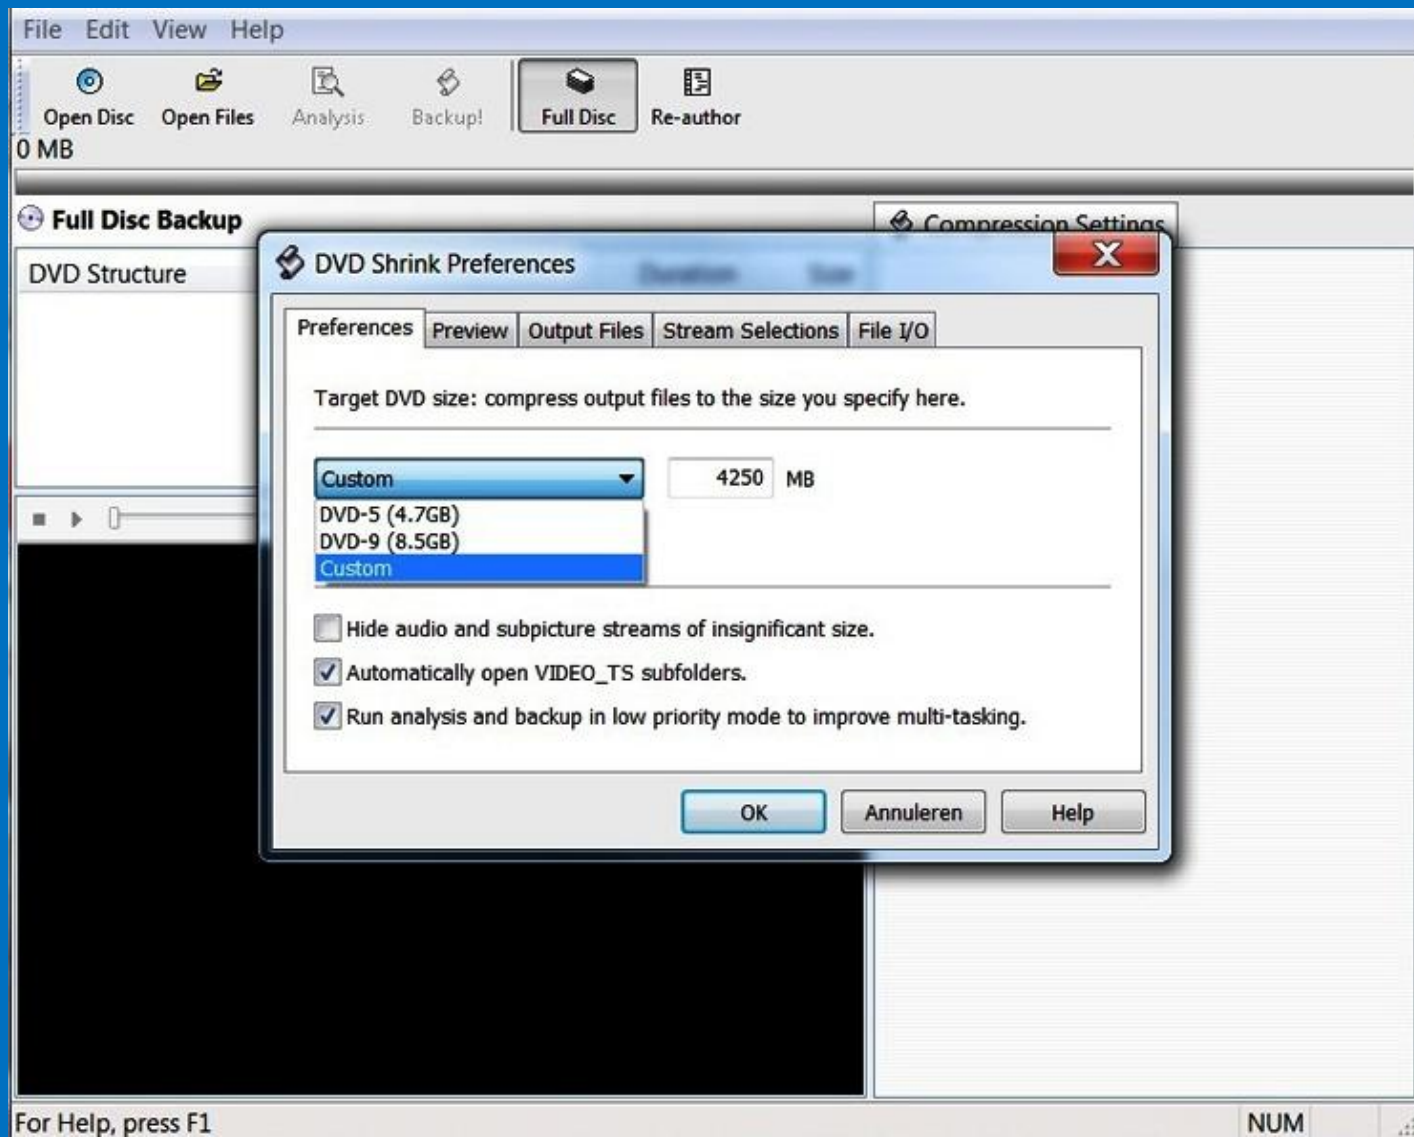 File Edit View Help
Open Disc Open Files Analysis Backup! Full Disc Re-author
0 MB
Full Disc Backup
Compression Settings
DVD Structure Duration Size
DVD Shrink Preferences
Preferences Preview Output Files Stream Selections File I/O
Target DVD size: compress output files to the size you specify here.
Custom 4250 MB
DVD-5 (4.7GB)
DVD-9 (8.5GB)
Custom
Hide audio and subpicture streams of insignificant size.
Automatically open VIDEO_TS subfolders.
Run analysis and backup in low priority mode to improve multi-tasking.
OK Annuleren Help
For Help, press F1 NUM